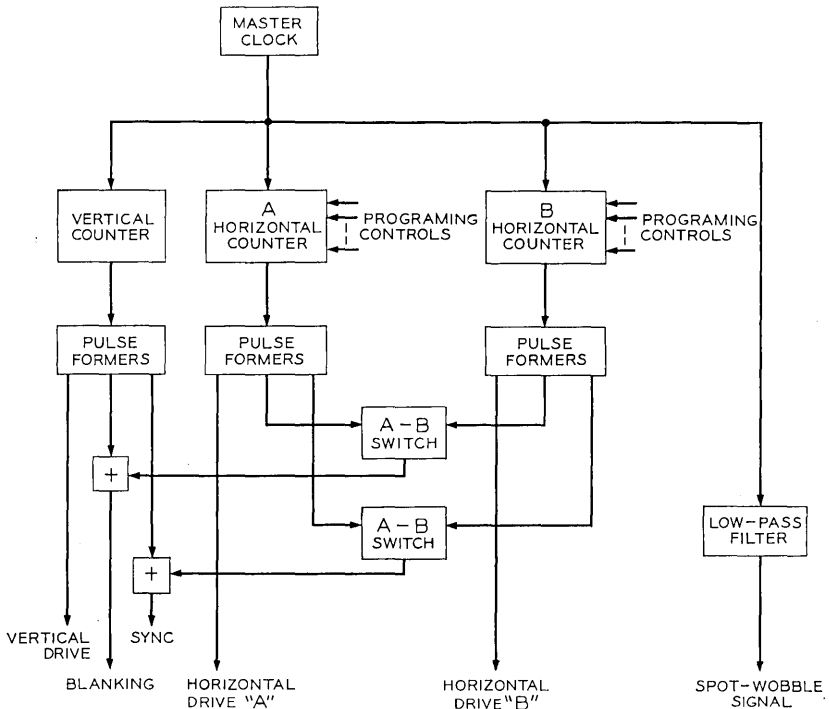 MASTER
CLOCK
VERTICAL
COUNTER
A
HORIZONTAL
COUNTER
PROGRAMING
CONTROLS
B
HORIZONTAL
COUNTER
PROGRAMING
CONTROLS
PULSE
FORMERS
PULSE
FORMERS
PULSE
FORMERS
A-B
SWITCH
+
A-B
SWITCH
LOW-PASS
FILTER
+
VERTICAL
DRIVE
SYNC
BLANKING
HORIZONTAL
DRIVE "A"
HORIZONTAL
DRIVE "B"
SPOT-WOBBLE
SIGNAL